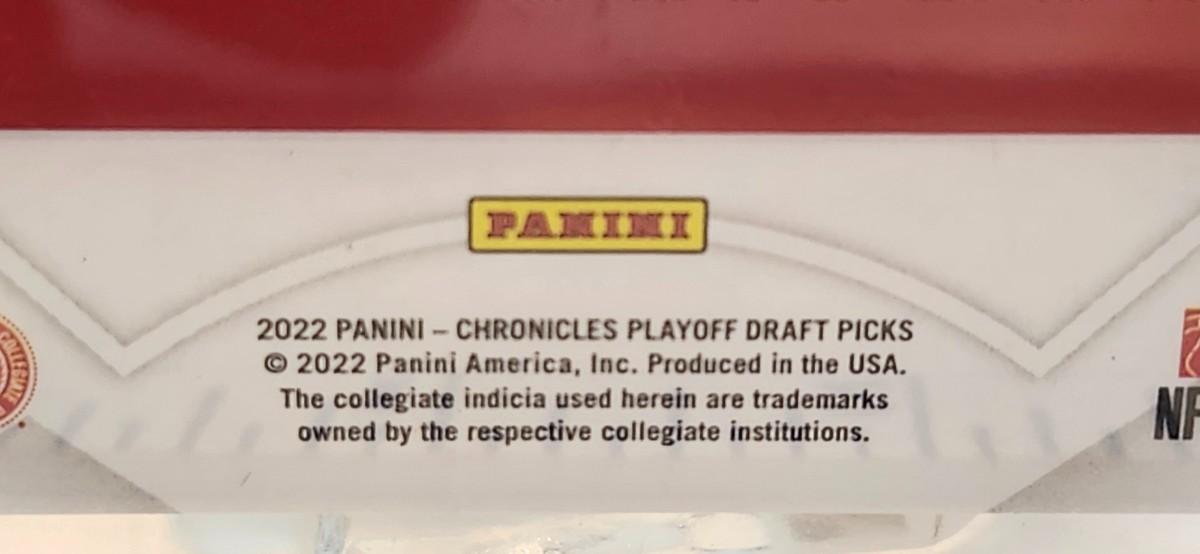 PANINI
2022 PANINI – CHRONICLES PLAYOFF DRAFT PICKS
© 2022 Panini America, Inc. Produced in the USA.
The collegiate indicia used herein are trademarks
owned by the respective collegiate institutions.